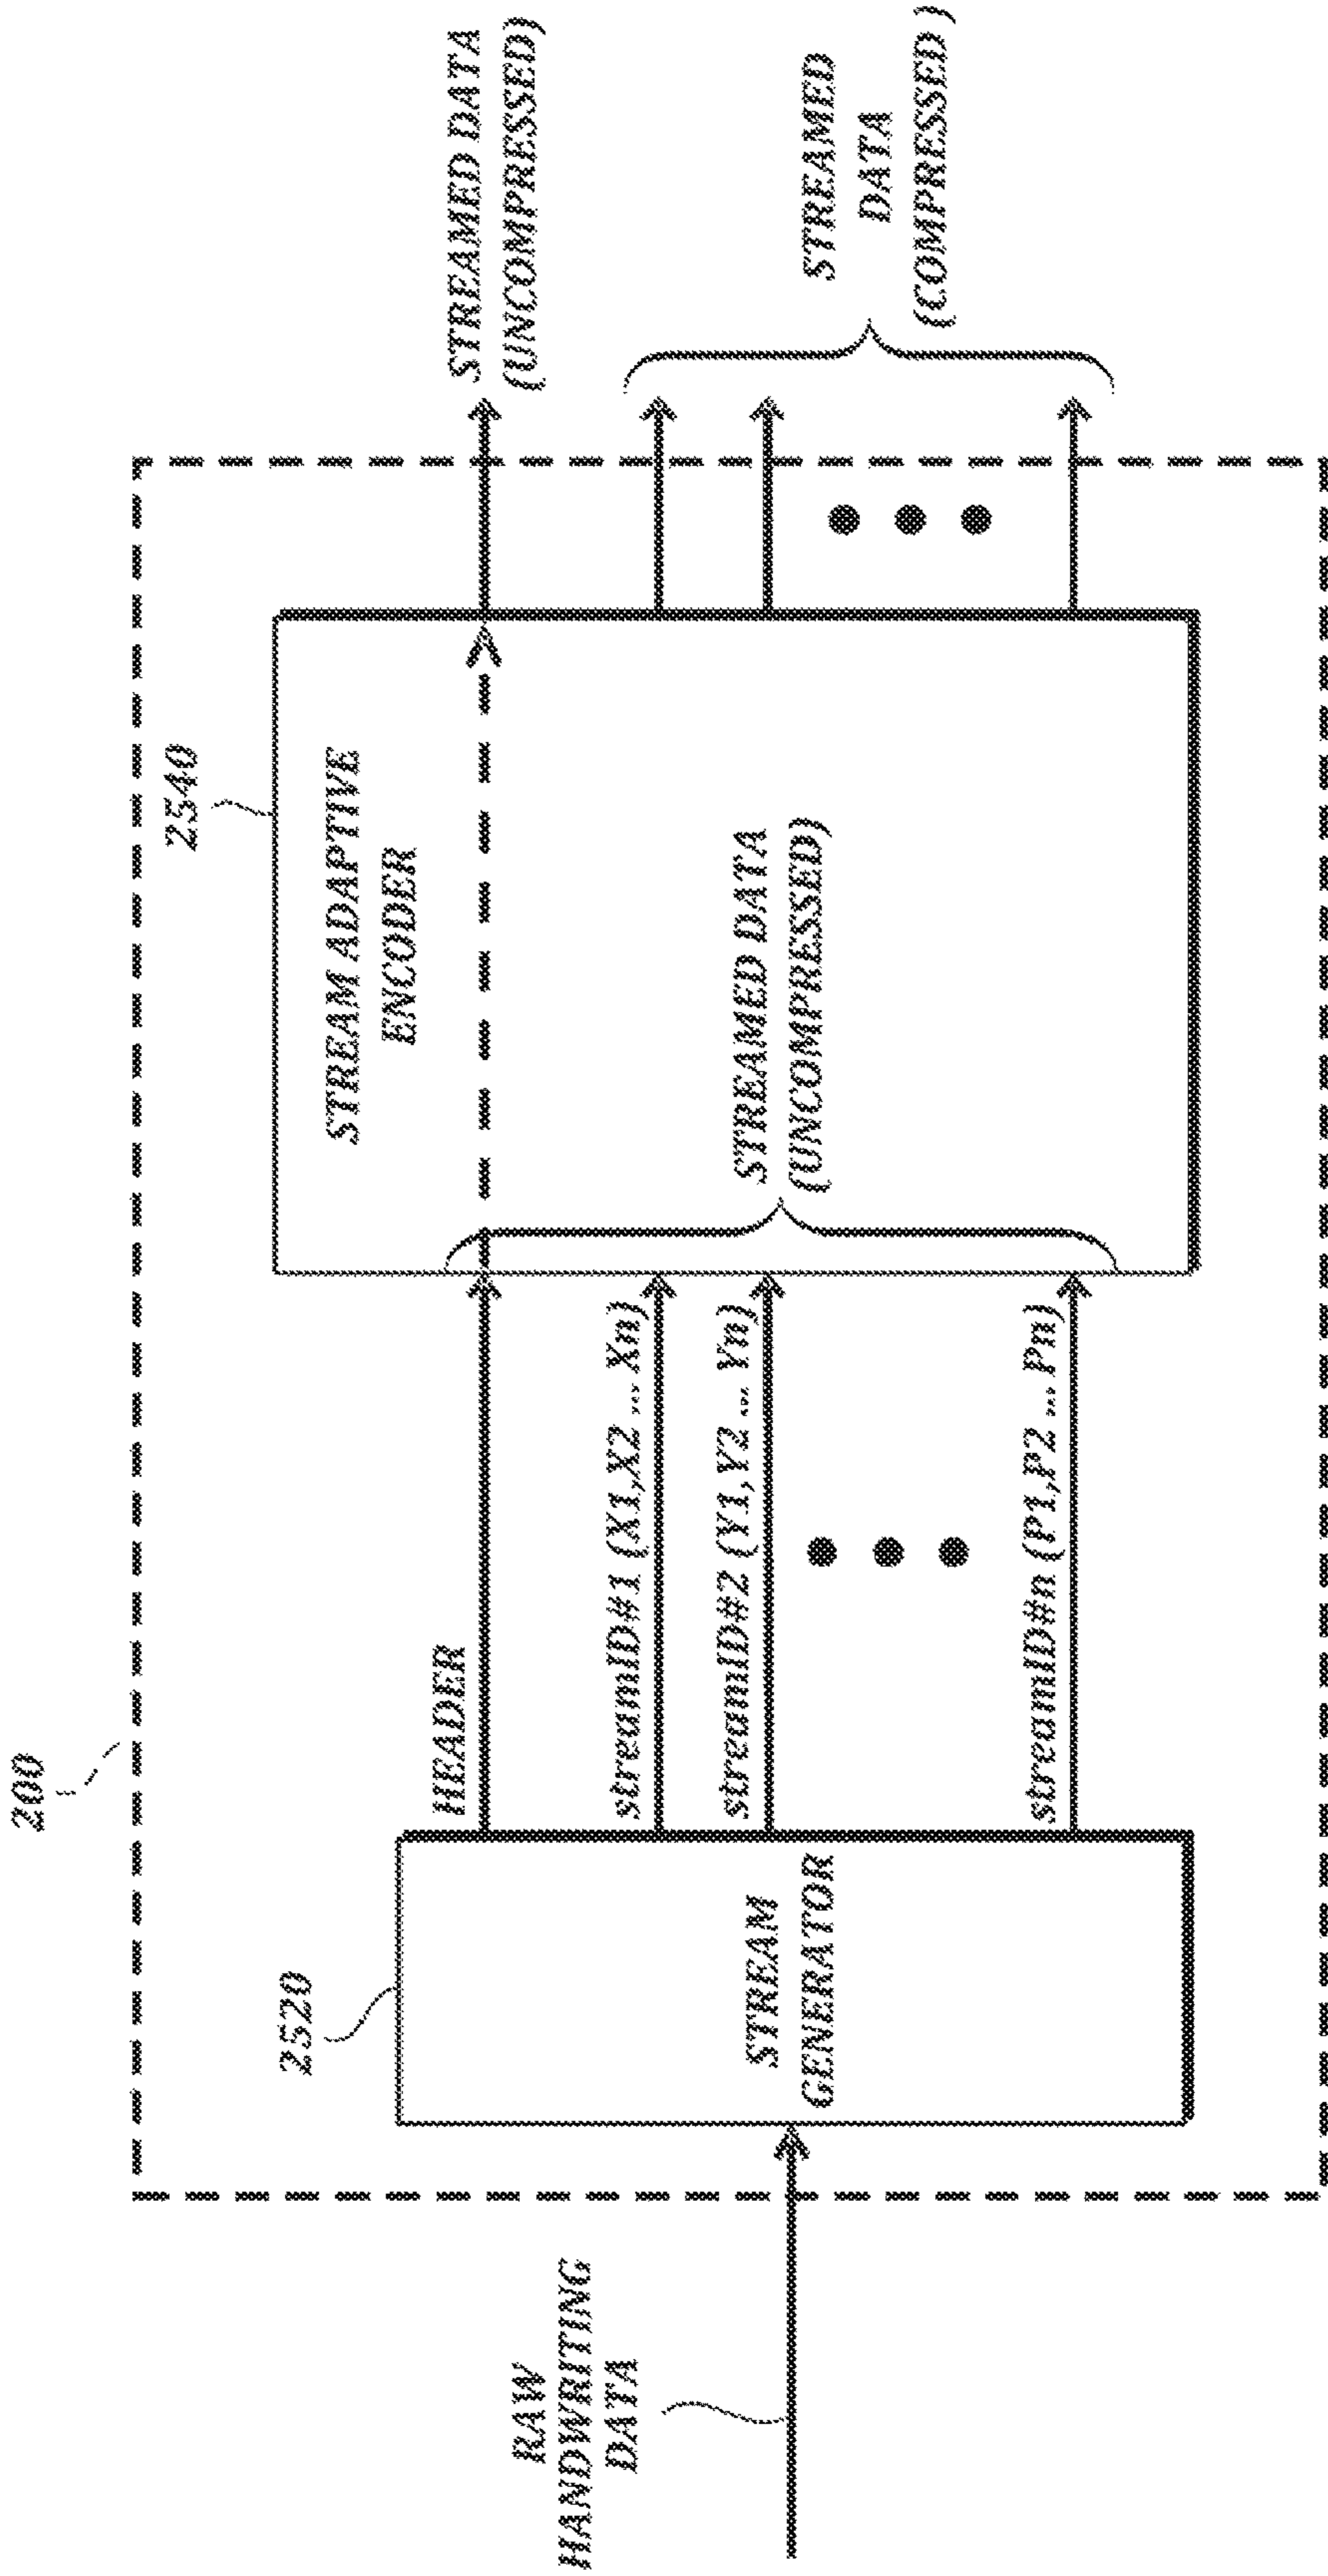 200
2520
2540
RAW
HANDWRITING
DATA
STREAM
GENERATOR
HEADER
streamID#1 (X1,X2 ... Xn)
streamID#2 (Y1,Y2 ... Yn)
streamID#n (P1,P2 ... Pn)
STREAM ADAPTIVE
ENCODER
STREAMED DATA
(UNCOMPRESSED)
STREAMED DATA
(UNCOMPRESSED)
STREAMED
DATA
(COMPRESSED )